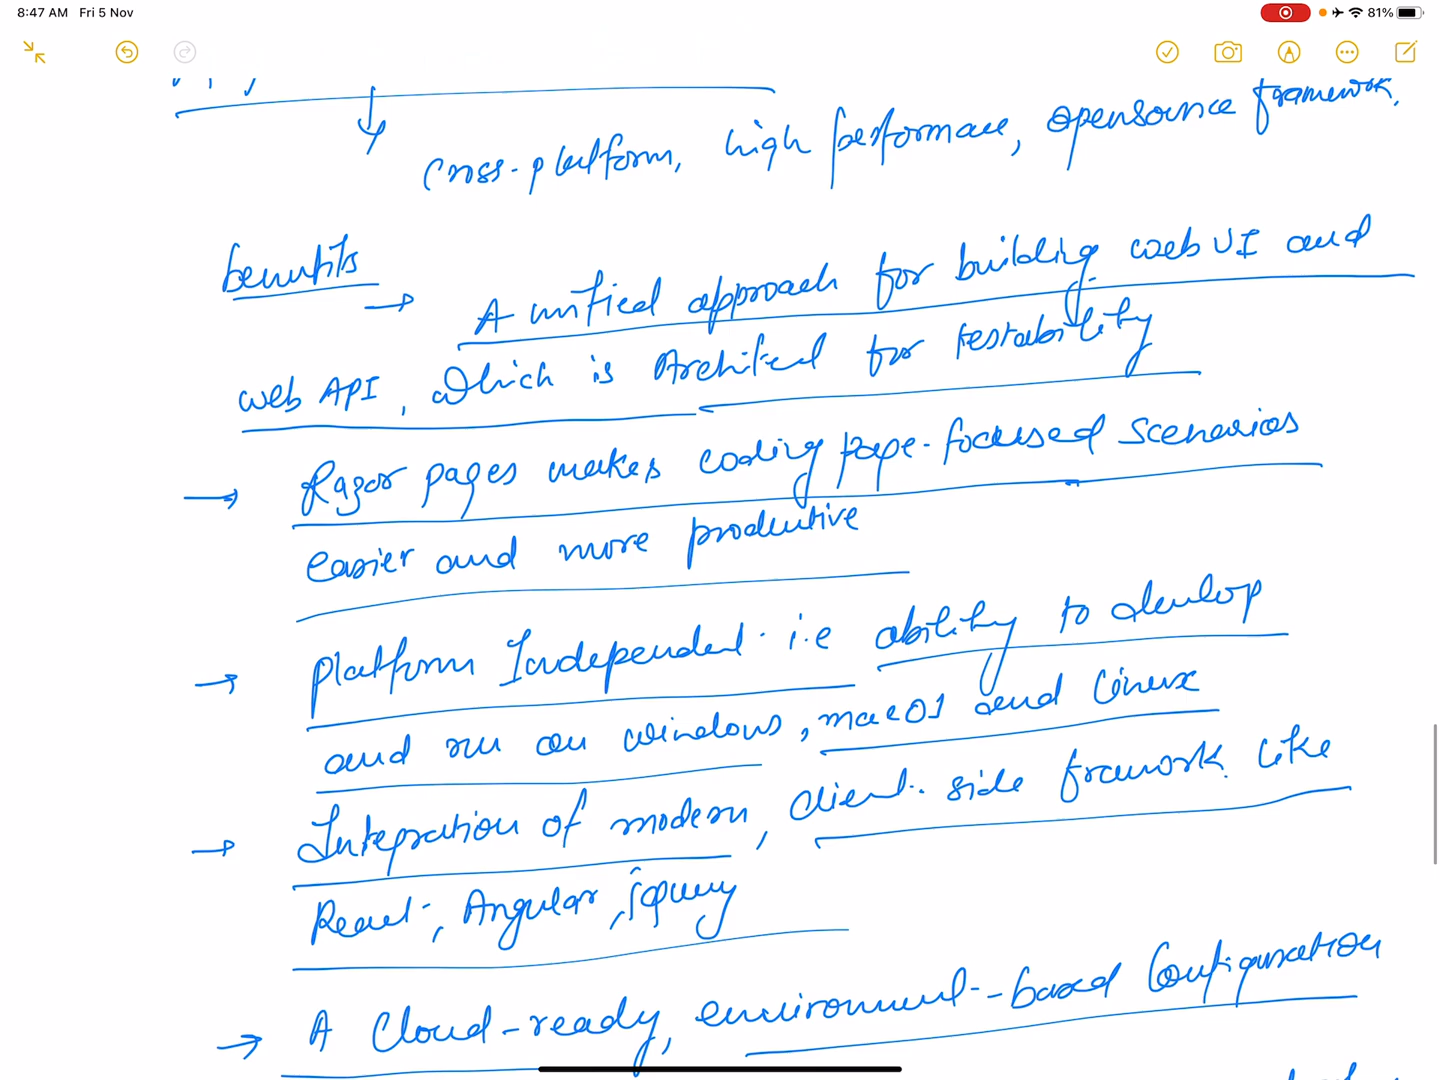 8:47 AM Fri 5 Nov
81%
cross-platform, high performace, opensource framework,
benefits
→ A unified approach for building web UI and
web API, which is Architected for testability
→ Razor pages makes coding page-focused scenarios
easier and more productive
→ Platform Independent. i.e ability to develop
and run on windows, macOS and Linux
→ Integration of modern, client-side framework like
React, Angular, jquery
→ A Cloud-ready, environment-based Configuration